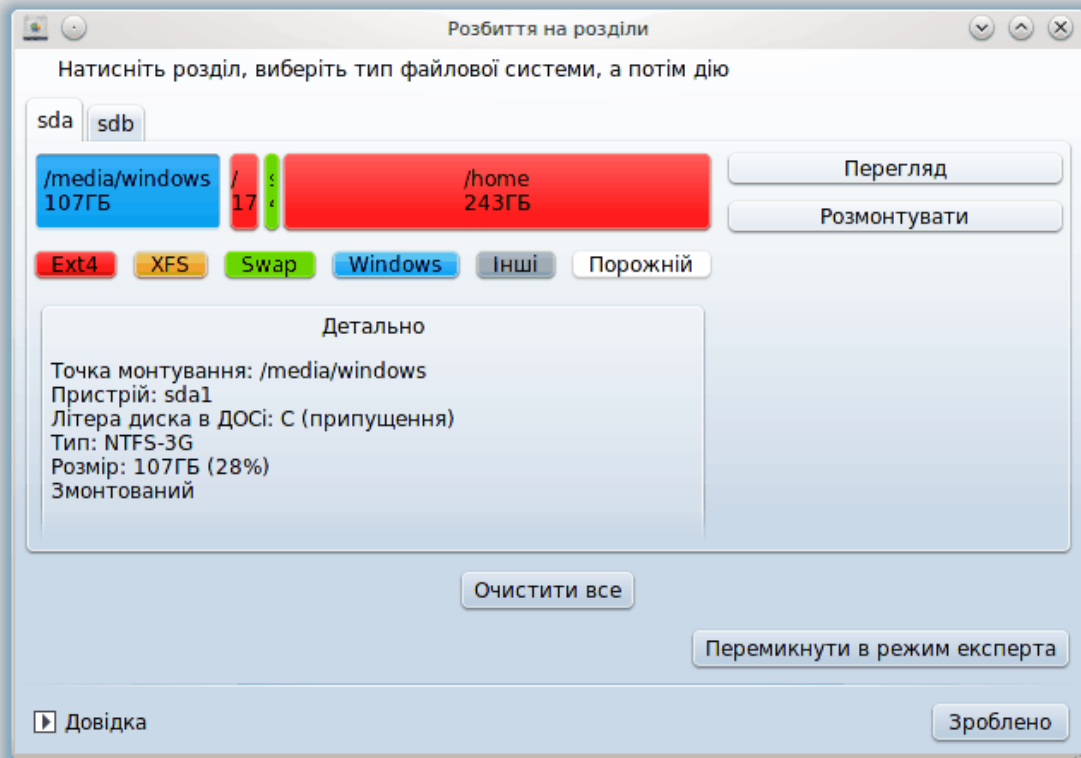 Розбиття на розділи
Натисніть розділ, виберіть тип файлової системи, а потім дію
sda
sdb
/media/windows
107ГБ
/
17
/home
243ГБ
Перегляд
Розмонтувати
Ext4
XFS
Swap
Windows
Інші
Порожній
Детально
Точка монтування: /media/windows
Пристрій: sda1
Літера диска в ДОСі: C (припущення)
Тип: NTFS-3G
Розмір: 107ГБ (28%)
Змонтований
Очистити все
Перемикнути в режим експерта
Довідка
Зроблено